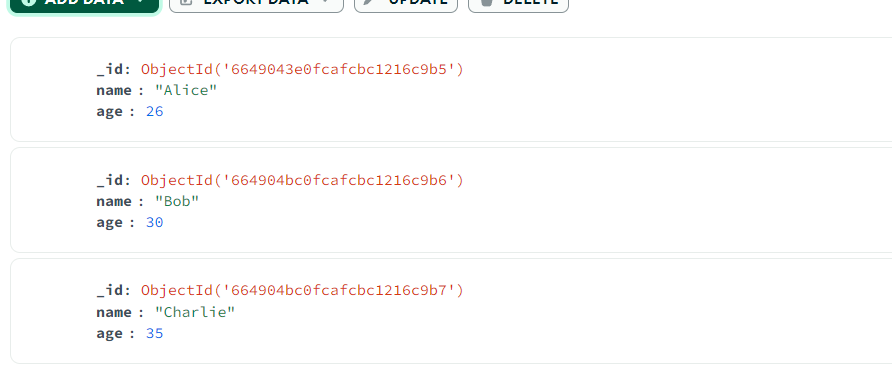 ADD DATA EXPORT DATA UPDATE DELETE
_id: ObjectId('6649043e0fcafcbc1216c9b5')
name : "Alice"
age : 26
_id: ObjectId('664904bc0fcafcbc1216c9b6')
name : "Bob"
age : 30
_id: ObjectId('664904bc0fcafcbc1216c9b7')
name : "Charlie"
age : 35